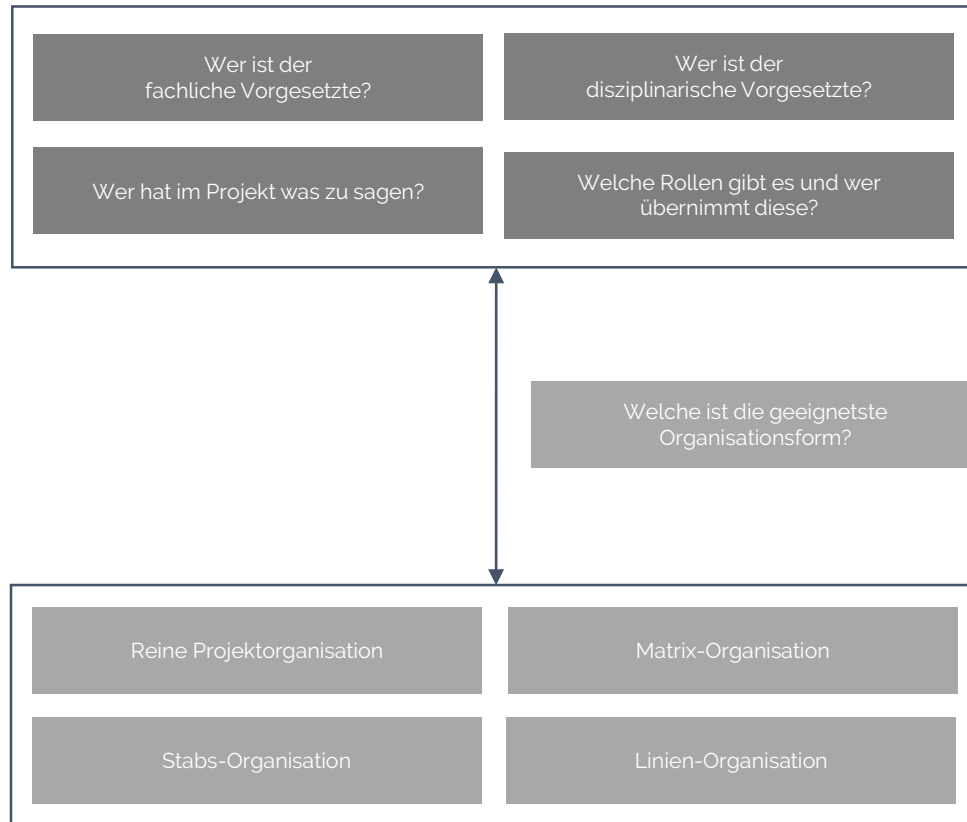 Wer ist der
fachliche Vorgesetzte?
Wer ist der
disziplinarische Vorgesetzte?
Wer hat im Projekt was zu sagen?
Welche Rollen gibt es und wer
übernimmt diese?
Welche ist die geeignetste
Organisationsform?
Reine Projektorganisation
Matrix-Organisation
Stabs-Organisation
Linien-Organisation